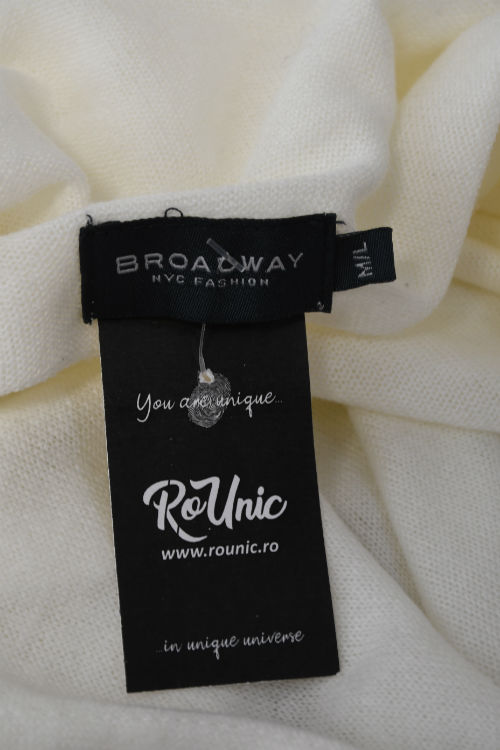 BROADWAY
NYC FASHION
M/L
You are unique...
RoUnic
www.rounic.ro
...in unique universe